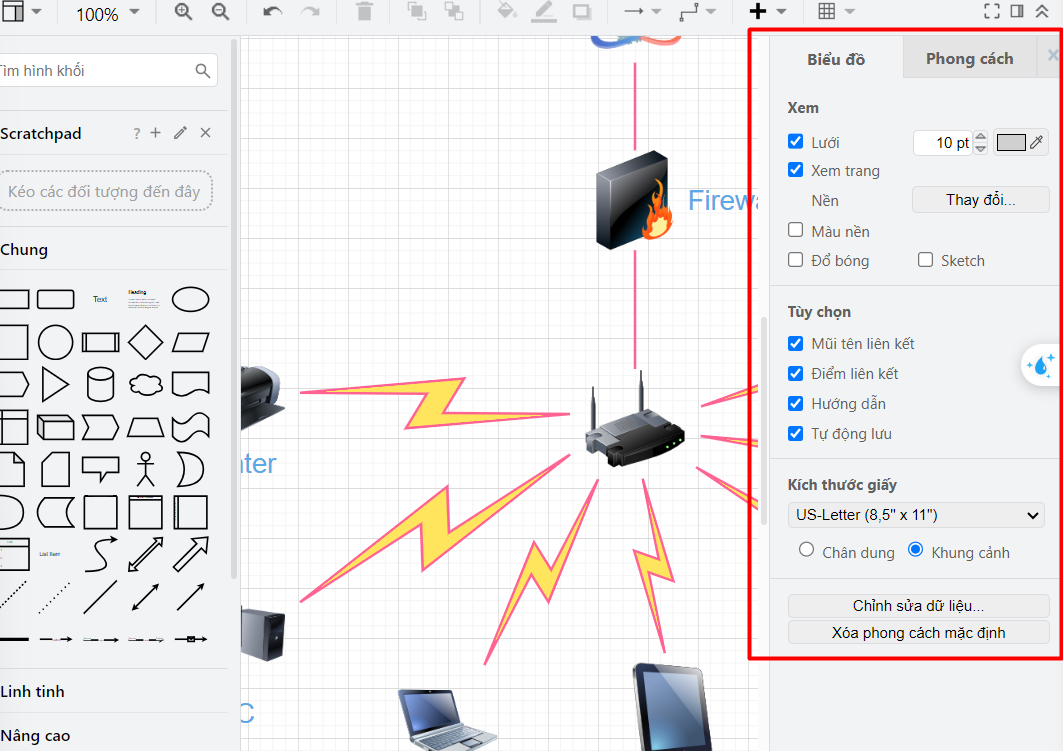 100%
Tìm hình khối
Scratchpad
?
Kéo các đối tượng đến đây
Chung
Text
Heading
List Item
Linh tinh
Nâng cao
Firewa
nter
C
Biểu đồ
Phong cách
Xem
Lưới
10 pt
Xem trang
Nền
Thay đổi...
Màu nền
Đổ bóng
Sketch
Tùy chọn
Mũi tên liên kết
Điểm liên kết
Hướng dẫn
Tự động lưu
Kích thước giấy
US-Letter (8,5" x 11")
Chân dung
Khung cảnh
Chỉnh sửa dữ liệu...
Xóa phong cách mặc định